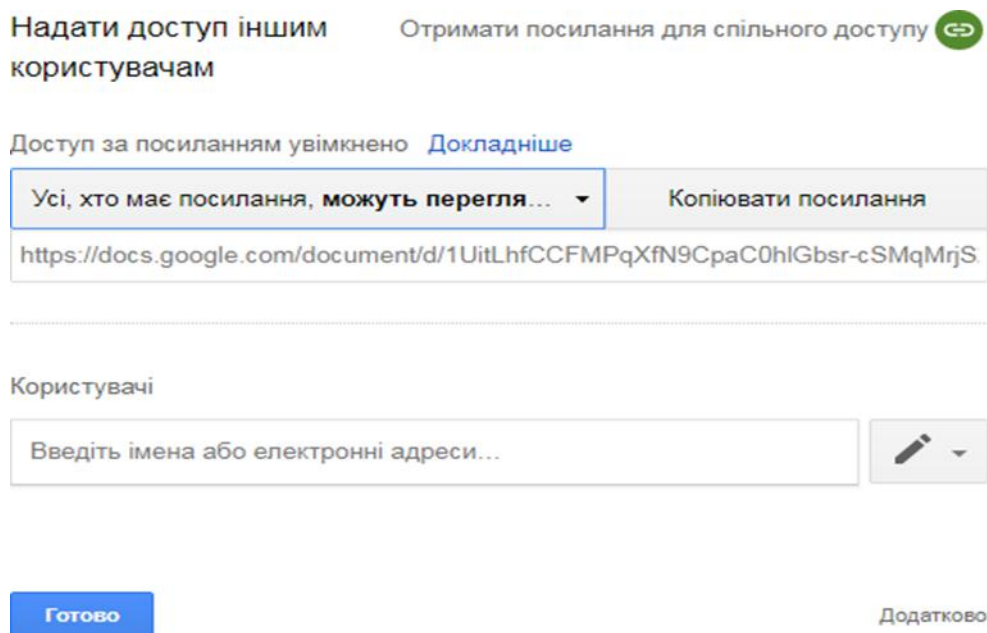 Надати доступ іншим
користувачам
Отримати посилання для спільного доступу
Доступ за посиланням увімкнено Докладніше
Усі, хто має посилання, можуть перегля...
Копіювати посилання
https://docs.google.com/document/d/1UitLhfCCFMPqXfN9CpaC0hlGbsr-cSMqMrjS
Користувачі
Введіть імена або електронні адреси...
Готово
Додатково